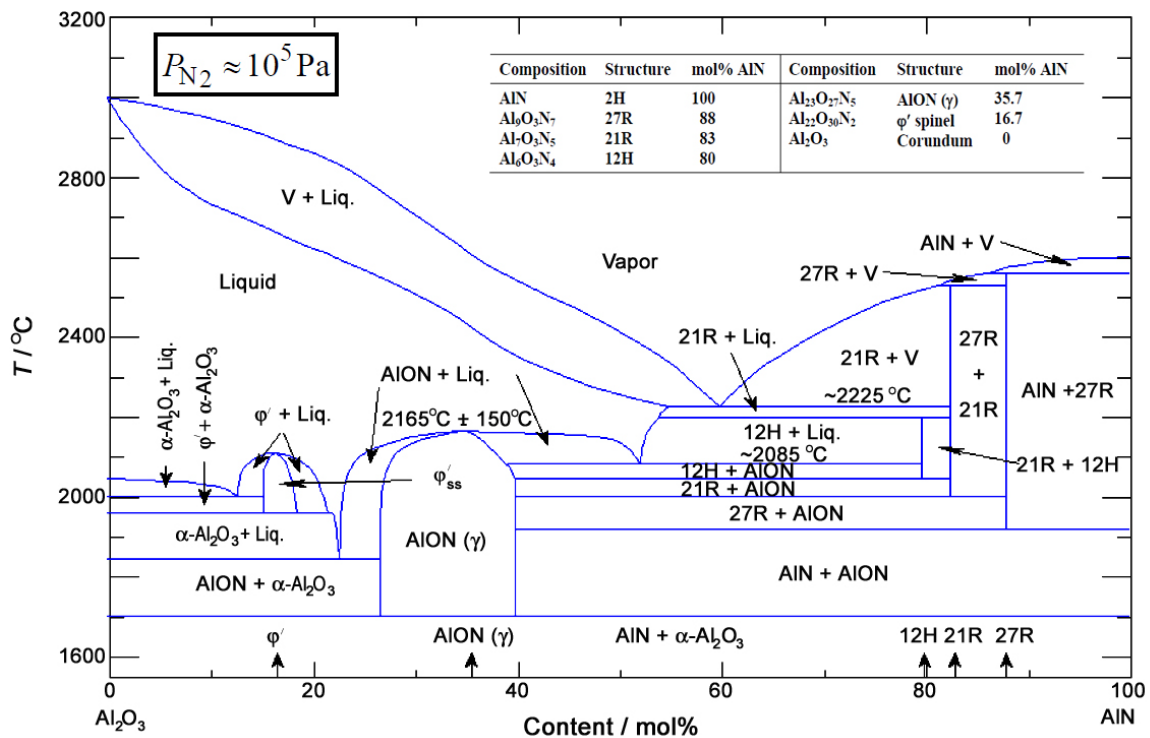 3200
P_N2 ≈ 10^5 Pa
Composition Structure mol% AlN Composition Structure mol% AlN
AlN 2H 100 Al₂₃O₂₇N₅ AlON (γ) 35.7
Al₉O₃N₇ 27R 88 Al₂₂O₃₀N₂ φ′ spinel 16.7
Al₇O₃N₅ 21R 83 Al₂O₃ Corundum 0
Al₆O₃N₄ 12H 80
2800
V + Liq.
AlN + V
Vapor
27R + V
Liquid
2400
T / °C
21R + Liq.
27R
+
21R
21R + V
AlN +27R
α-Al₂O₃ + Liq.
φ′ + α-Al₂O₃
AlON + Liq.
~2225 °C
φ′ + Liq.
2165°C ± 150°C
12H + Liq.
~2085 °C
21R + 12H
12H + AlON
φ′ss
2000
21R + AlON
27R + AlON
α-Al₂O₃+ Liq.
AlON (γ)
AlON + α-Al₂O₃
AlN + AlON
φ′
AlON (γ)
AlN + α-Al₂O₃
12H 21R 27R
1600
0 20 40 60 80 100
Al₂O₃
Content / mol%
AlN